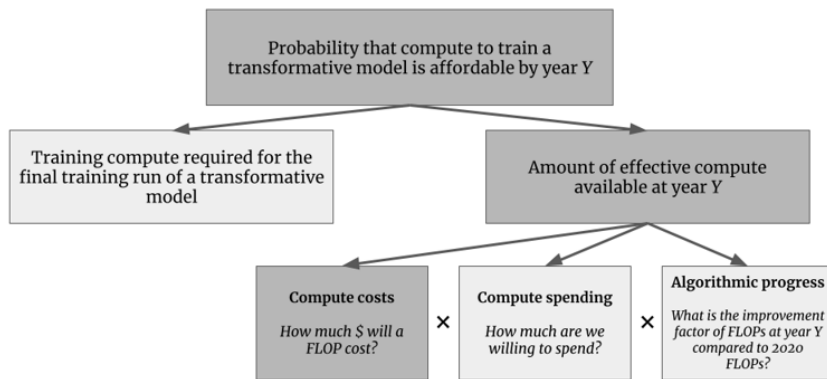 Probability that compute to train a
transformative model is affordable by year Y
Training compute required for the
final training run of a transformative
model
Amount of effective compute
available at year Y
Compute costs
How much $ will a
FLOP cost?
×
Compute spending
How much are we
willing to spend?
×
Algorithmic progress
What is the improvement
factor of FLOPs at year Y
compared to 2020
FLOPs?